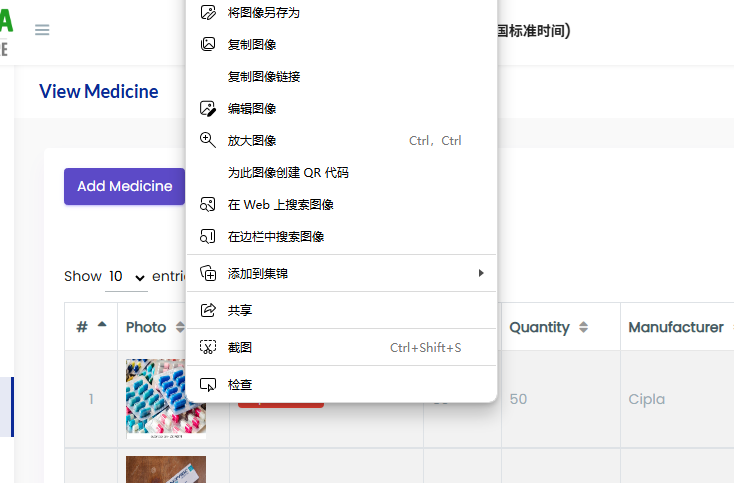 A
RE
将图像另存为
国标准时间)
复制图像
复制图像链接
View Medicine
编辑图像
放大图像 Ctrl, Ctrl
为此图像创建 QR 代码
Add Medicine
在 Web 上搜索图像
在边栏中搜索图像
Show 10 entri
添加到集锦
共享
# Photo Quantity Manufacturer
截图 Ctrl+Shift+S
检查
1 50 Cipla